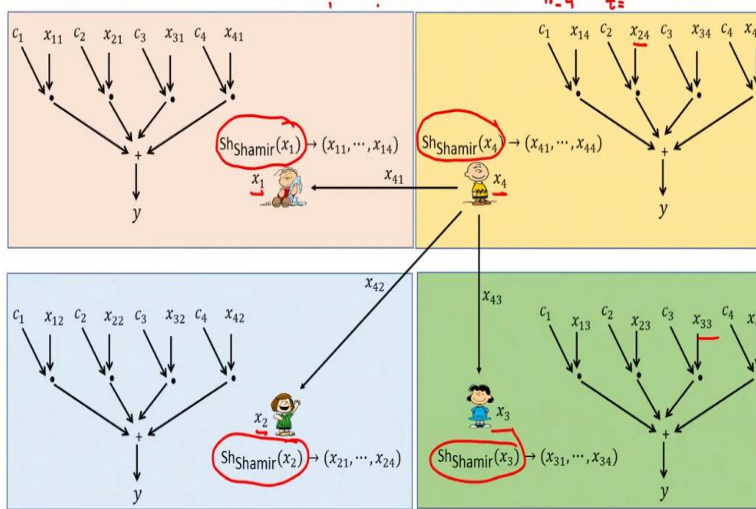 c₁ x₁₁ c₂ x₂₁ c₃ x₃₁ c₄ x₄₁
Sh_Shamir(x₁) → (x₁₁, ⋯, x₁₄)
+
x₁
y
c₁ x₁₄ c₂ x₂₄ c₃ x₃₄ c₄
Sh_Shamir(x₄) → (x₄₁, ⋯, x₄₄)
+
x₄
y
x₄₁
x₄₂
x₄₃
c₁ x₁₂ c₂ x₂₂ c₃ x₃₂ c₄ x₄₂
+
x₂
Sh_Shamir(x₂) → (x₂₁, ⋯, x₂₄)
y
c₁ x₁₃ c₂ x₂₃ c₃ x₃₃ c₄
x₃
+
Sh_Shamir(x₃) → (x₃₁, ⋯, x₃₄)
y